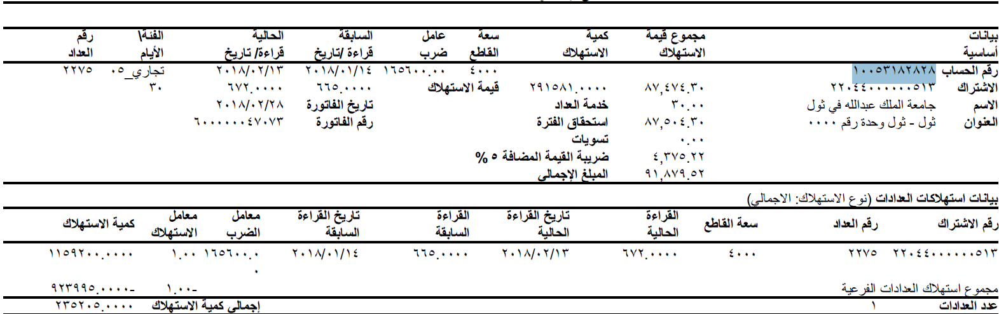 بيانات أساسية مجموع قيمة الاستهلاك كمية الاستهلاك سعة القاطع عامل ضرب السابقة قراءة /تاريخ الحالية قراءة/ تاريخ الفئة\ الأيام رقم العداد
رقم الحساب ١٠٠٥٣١٨٢٨٢٨ ٤٠٠٠ ١٦٥٦٠٠.٠٠ ٢٠١٨/٠١/١٤ ٢٠١٨/٠٢/١٣ تجاري_٠٥ ٢٢٧٥
الاشتراك ٢٢٠٤٤٠٠٠٠٠٠٥١٣ ٨٧,٤٧٤.٣٠ ٢٩١٥٨١.٠٠٠٠ قيمة الاستهلاك ٦٦٥.٠٠٠٠ ٦٧٢.٠٠٠٠ ٣٠
الاسم جامعة الملك عبدالله في ثول ٣٠.٠٠ خدمة العداد تاريخ الفاتورة ٢٠١٨/٠٢/٢٨
العنوان ثول - ثول وحدة رقم ٠٠٠٠ ٨٧,٥٠٤.٣٠ استحقاق الفترة رقم الفاتورة ٦٠٠٠٠٠٠٤٧٠٧٣
٠.٠٠ تسويات
٤,٣٧٥.٢٢ ضريبة القيمة المضافة ٥ %
٩١,٨٧٩.٥٢ المبلغ الإجمالي
بيانات استهلاكات العدادات (نوع الاستهلاك: الاجمالي)
رقم الاشتراك رقم العداد سعة القاطع القراءة الحالية تاريخ القراءة الحالية القراءة السابقة تاريخ القراءة السابقة معامل الضرب معامل الاستهلاك كمية الاستهلاك
٢٢٠٤٤٠٠٠٠٠٠٥١٣ ٢٢٧٥ ٤٠٠٠ ٦٧٢.٠٠٠٠ ٢٠١٨/٠٢/١٣ ٦٦٥.٠٠٠٠ ٢٠١٨/٠١/١٤ ١٦٥٦٠٠.٠٠ ١.٠٠ ١١٥٩٢٠٠.٠٠٠٠
مجموع استهلاك العدادات الفرعية -١.٠٠ -٩٢٣٩٩٥.٠٠٠٠
عدد العدادات ١ إجمالي كمية الاستهلاك ٢٣٥٢٠٥.٠٠٠٠